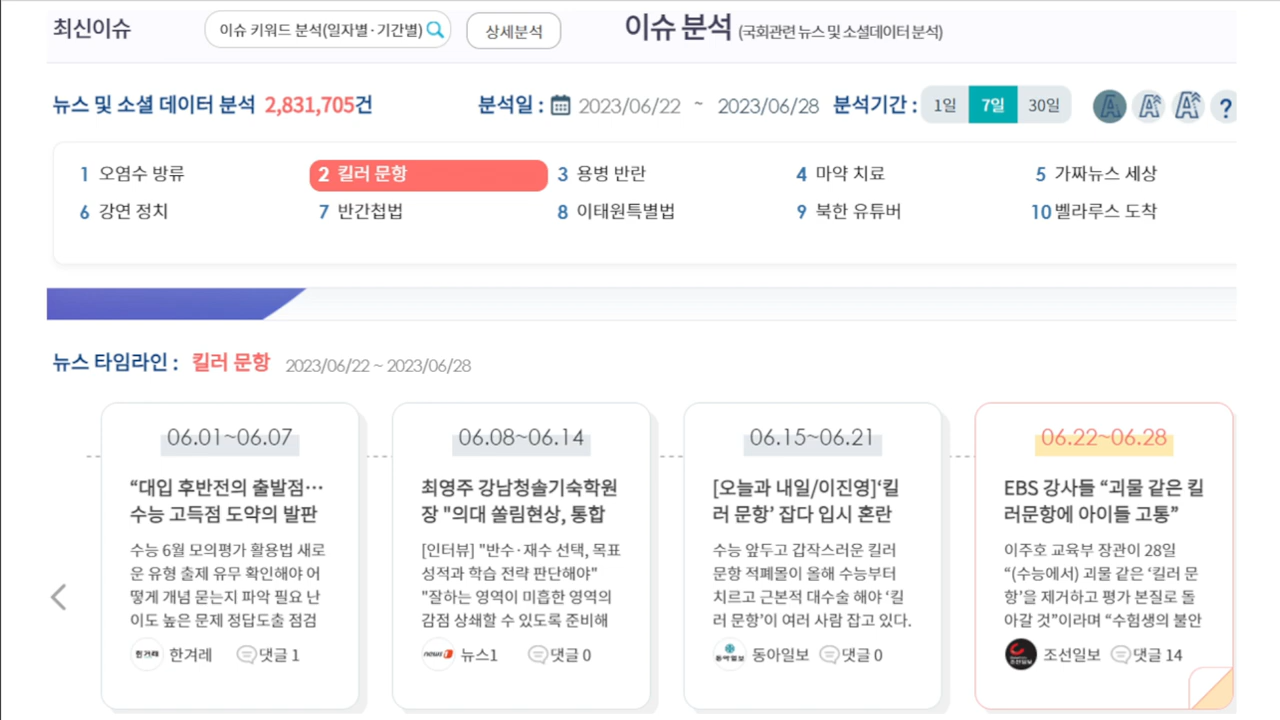 최신이슈
이슈 키워드 분석(일자별·기간별)
상세분석
이슈 분석 (국회관련 뉴스 및 소셜데이터 분석)
뉴스 및 소셜 데이터 분석 2,831,705건
분석일 : 2023/06/22 ~ 2023/06/28 분석기간 : 1일 7일 30일 A A A ?
1 오염수 방류 2 킬러 문항 3 용병 반란 4 마약 치료 5 가짜뉴스 세상
6 강연 정치 7 반간첩법 8 이태원특별법 9 북한 유튜버 10 벨라루스 도착
뉴스 타임라인 : 킬러 문항 2023/06/22 ~ 2023/06/28
06.01~06.07
“대입 후반전의 출발점…
수능 고득점 도약의 발판
수능 6월 모의평가 활용법 새로
운 유형 출제 유무 확인해야 어
떻게 개념 묻는지 파악 필요 난
이도 높은 문제 정답도출 점검
한겨레 한겨레 댓글 1
06.08~06.14
최영주 강남청솔기숙학원
장 "의대 쏠림현상, 통합
[인터뷰] "반수·재수 선택, 목표
성적과 학습 전략 판단해야"
"잘하는 영역이 미흡한 영역의
감점 상쇄할 수 있도록 준비해
news1 뉴스1 댓글 0
06.15~06.21
[오늘과 내일/이진영]‘킬
러 문항’ 잡다 입시 혼란
수능 앞두고 갑작스러운 킬러
문항 적폐몰이 올해 수능부터
치르고 근본적 대수술 해야 ‘킬
러 문항’이 여러 사람 잡고 있다.
동아일보 동아일보 댓글 0
06.22~06.28
EBS 강사들 “괴물 같은 킬
러문항에 아이들 고통”
이주호 교육부 장관이 28일
“(수능에서) 괴물 같은 ‘킬러 문
항’을 제거하고 평가 본질로 돌
아갈 것”이라며 “수험생의 불안
조선일보 조선일보 댓글 14